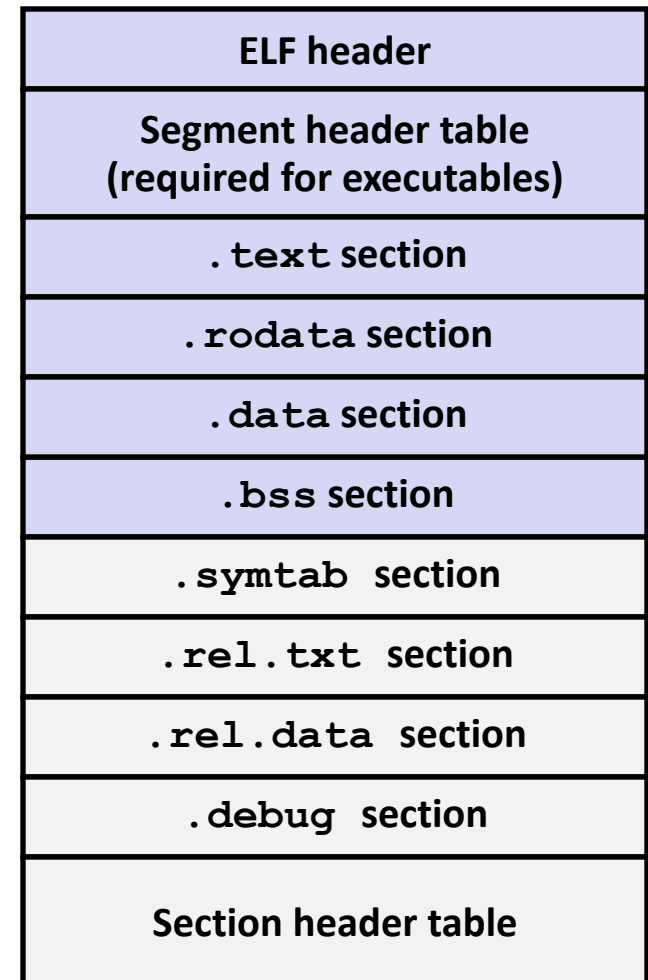 ELF header
Segment header table
(required for executables)
.text section
.rodata section
.data section
.bss section
.symtab section
.rel.txt section
.rel.data section
.debug section
Section header table